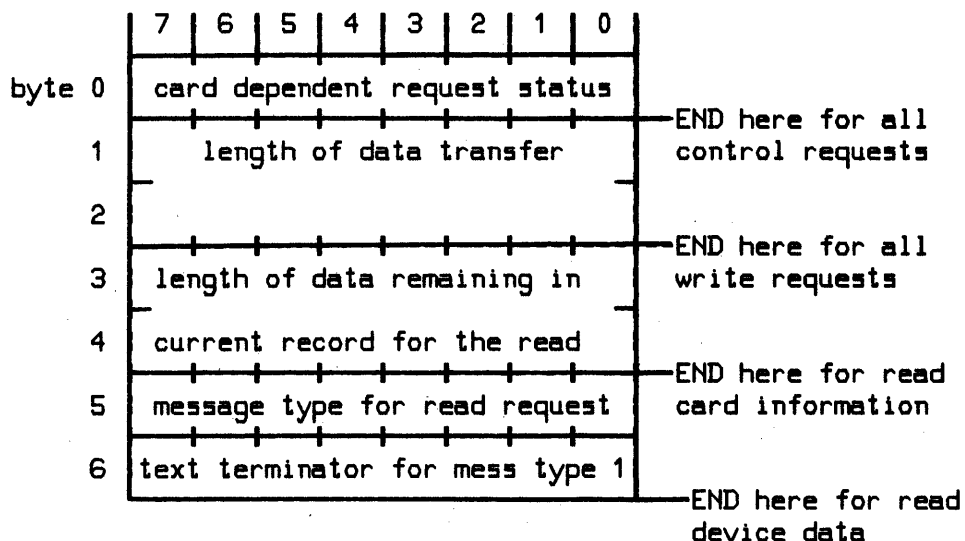 7 6 5 4 3 2 1 0
byte 0 card dependent request status
END here for all
1 length of data transfer control requests
2
END here for all
3 length of data remaining in write requests
4 current record for the read
END here for read
5 message type for read request card information
6 text terminator for mess type 1
END here for read
device data